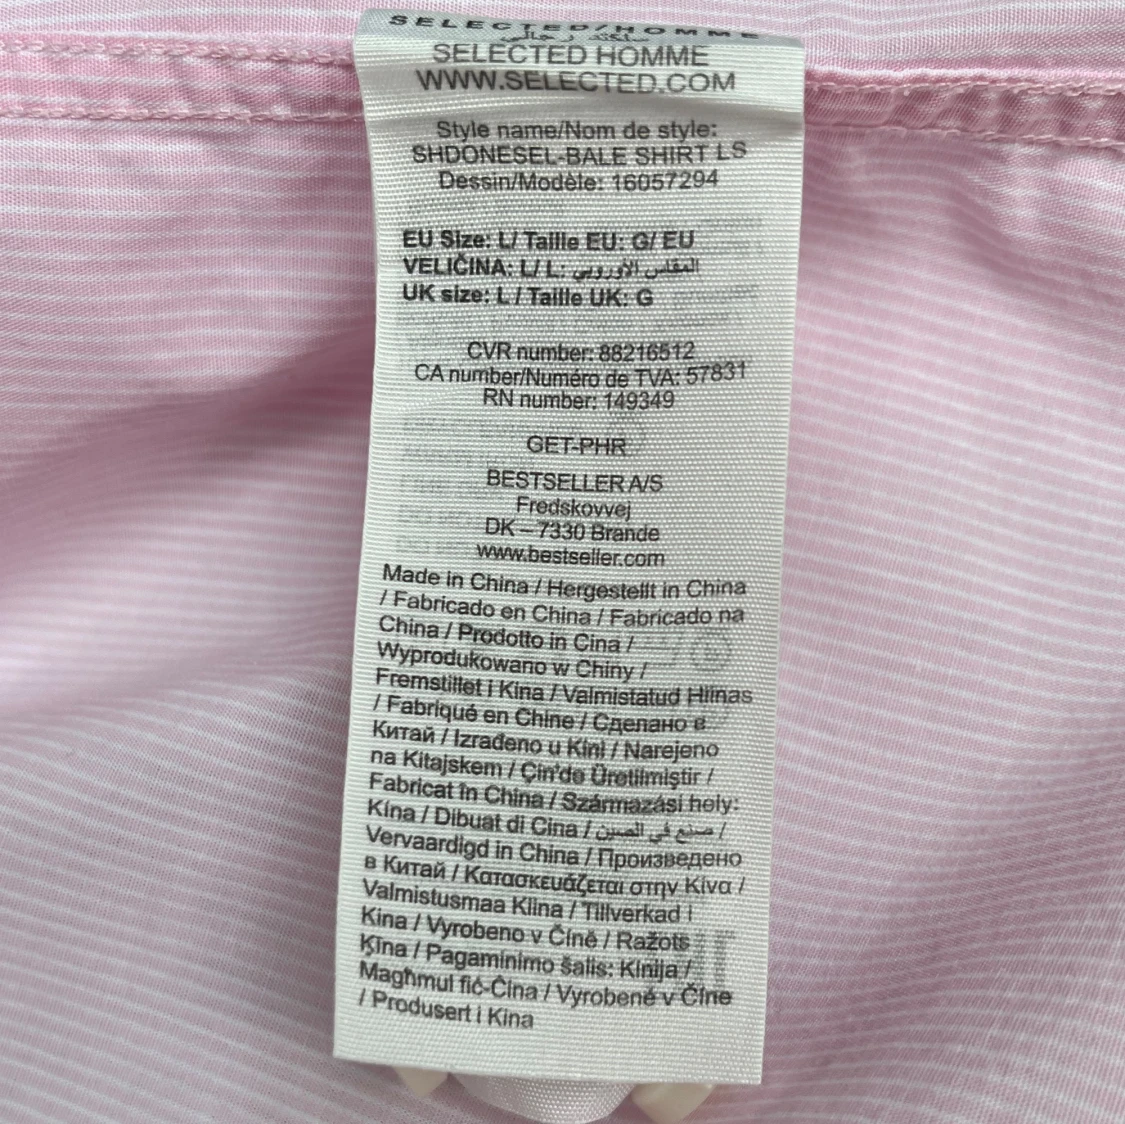 SELECTED/HOMME
سلكتد رجالي
SELECTED HOMME
WWW.SELECTED.COM
Style name/Nom de style:
SHDONESEL-BALE SHIRT LS
Dessin/Modèle: 16057294
EU Size: L/ Taille EU: G/ EU
VELIČINA: L/ L: المقاس الأوروبي
UK size: L / Taille UK: G
CVR number: 88216512
CA number/Numéro de TVA: 57831
RN number: 149349
GET-PHR
BESTSELLER A/S
Fredskovvej
DK – 7330 Brande
www.bestseller.com
Made in China / Hergestellt in China
/ Fabricado en China / Fabricado na
China / Prodotto in Cina /
Wyprodukowano w Chiny /
Fremstillet i Kina / Valmistatud Hiinas
/ Fabriqué en Chine / Сделано в
Китай / Izrađeno u Kini / Narejeno
na Kitajskem / Çin'de Üretilmiştir /
Fabricat în China / Származási hely:
Kína / Dibuat di Cina / صنع في الصين /
Vervaardigd in China / Произведено
в Китай / Κατασκευάζεται στην Κίνα /
Valmistusmaa Kiina / Tillverkad i
Kina / Vyrobeno v Číně / Ražots
Ķīna / Pagaminimo šalis: Kinija /
Magħmul fiċ-Ċina / Vyrobené v Číne
/ Produsert i Kina